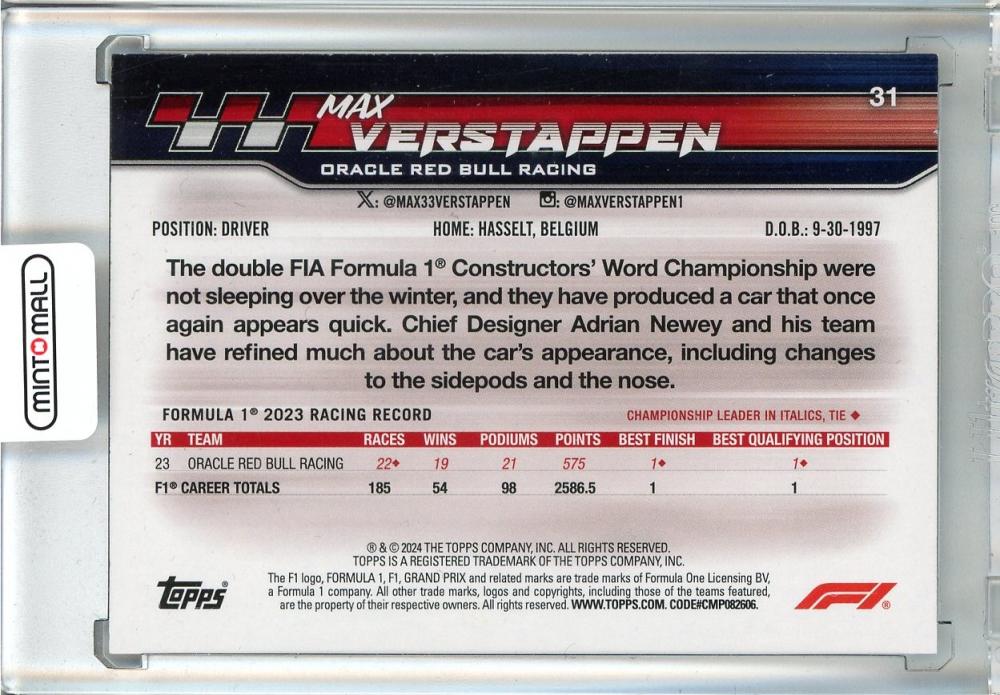 31
MAX
VERSTAPPEN
ORACLE RED BULL RACING
X: @MAX33VERSTAPPEN : @MAXVERSTAPPEN1
POSITION: DRIVER HOME: HASSELT, BELGIUM D.O.B.: 9-30-1997
The double FIA Formula 1® Constructors' Word Championship were
not sleeping over the winter, and they have produced a car that once
again appears quick. Chief Designer Adrian Newey and his team
have refined much about the car's appearance, including changes
to the sidepods and the nose.
FORMULA 1® 2023 RACING RECORD CHAMPIONSHIP LEADER IN ITALICS, TIE ◆
YR TEAM RACES WINS PODIUMS POINTS BEST FINISH BEST QUALIFYING POSITION
23 ORACLE RED BULL RACING 22◆ 19 21 575 1◆ 1◆
F1® CAREER TOTALS 185 54 98 2586.5 1 1
® & © 2024 THE TOPPS COMPANY, INC. ALL RIGHTS RESERVED.
TOPPS IS A REGISTERED TRADEMARK OF THE TOPPS COMPANY, INC.
The F1 logo, FORMULA 1, F1, GRAND PRIX and related marks are trade marks of Formula One Licensing BV,
a Formula 1 company. All other trade marks, logos and copyrights, including those of the teams featured,
are the property of their respective owners. All rights reserved. WWW.TOPPS.COM. CODE#CMP082606.
topps®
F1®
MINTOMALL